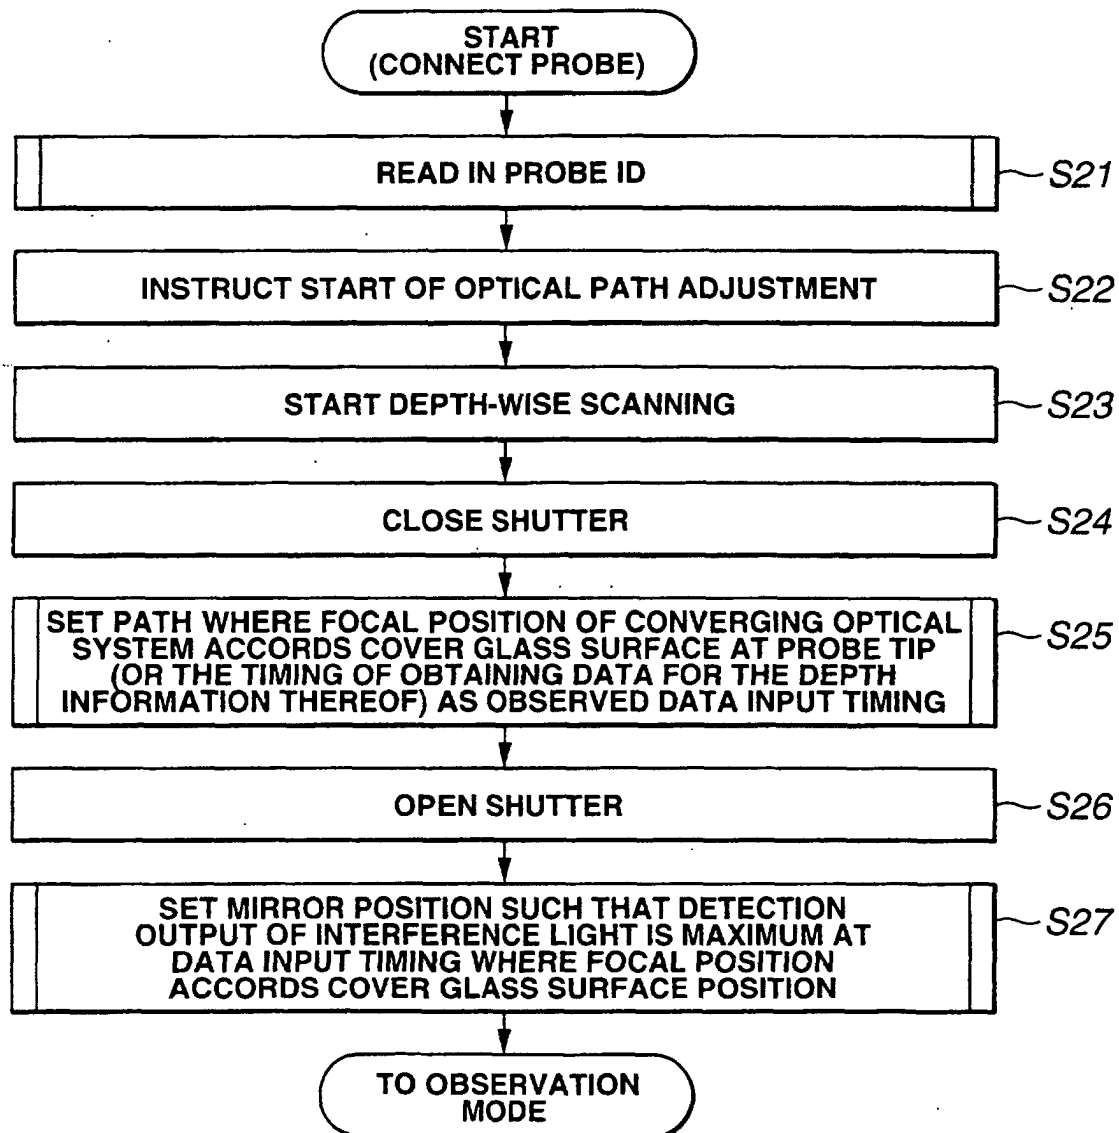 START
(CONNECT PROBE)
READ IN PROBE ID
S21
INSTRUCT START OF OPTICAL PATH ADJUSTMENT
S22
START DEPTH-WISE SCANNING
S23
CLOSE SHUTTER
S24
SET PATH WHERE FOCAL POSITION OF CONVERGING OPTICAL
SYSTEM ACCORDS COVER GLASS SURFACE AT PROBE TIP
(OR THE TIMING OF OBTAINING DATA FOR THE DEPTH
INFORMATION THEREOF) AS OBSERVED DATA INPUT TIMING
S25
OPEN SHUTTER
S26
SET MIRROR POSITION SUCH THAT DETECTION
OUTPUT OF INTERFERENCE LIGHT IS MAXIMUM AT
DATA INPUT TIMING WHERE FOCAL POSITION
ACCORDS COVER GLASS SURFACE POSITION
S27
TO OBSERVATION
MODE